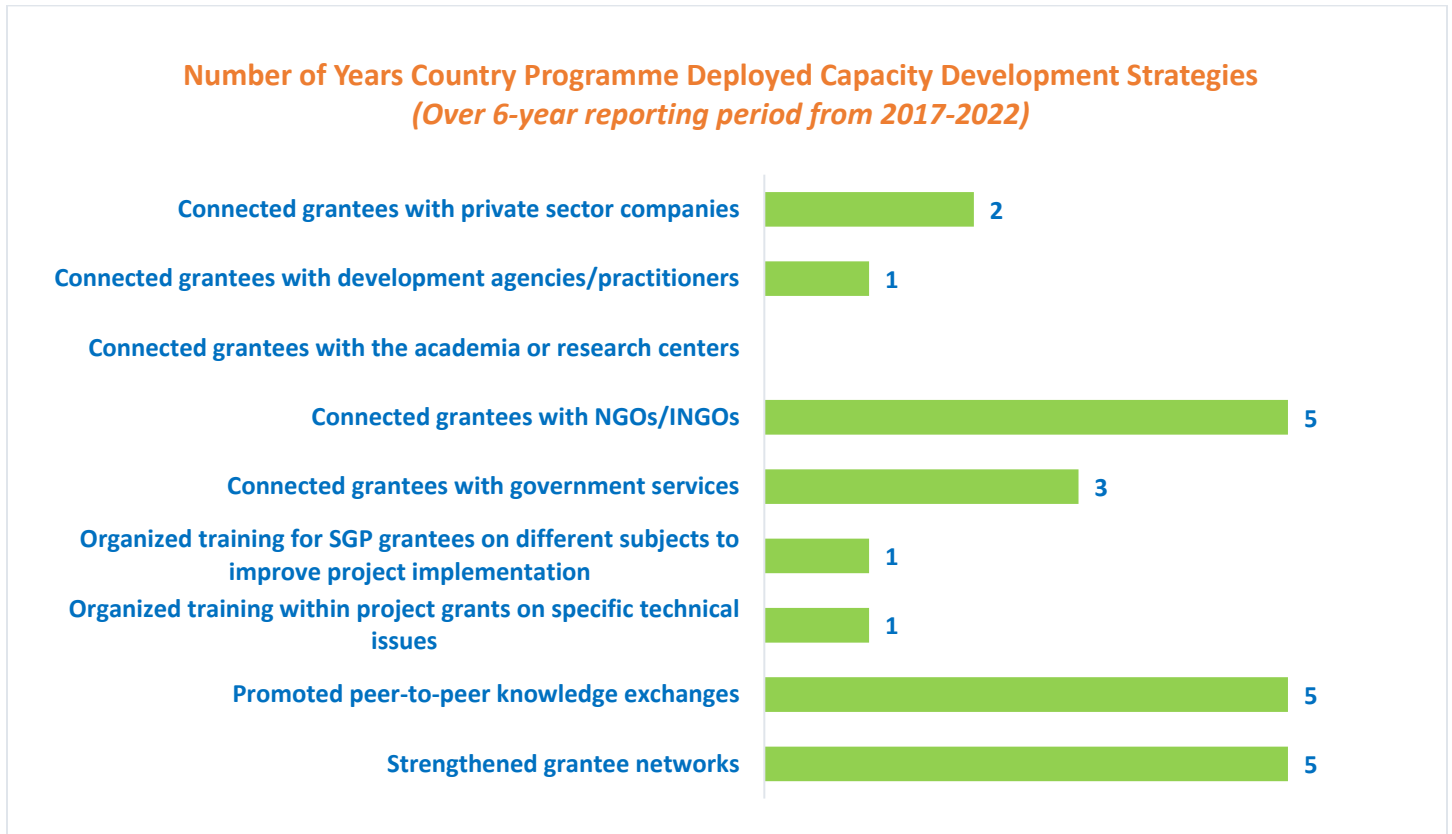 Number of Years Country Programme Deployed Capacity Development Strategies
(Over 6-year reporting period from 2017-2022)
Connected grantees with private sector companies
2
Connected grantees with development agencies/practitioners
1
Connected grantees with the academia or research centers
Connected grantees with NGOs/INGOs
5
Connected grantees with government services
3
Organized training for SGP grantees on different subjects to
improve project implementation
1
Organized training within project grants on specific technical
issues
1
Promoted peer-to-peer knowledge exchanges
5
Strengthened grantee networks
5